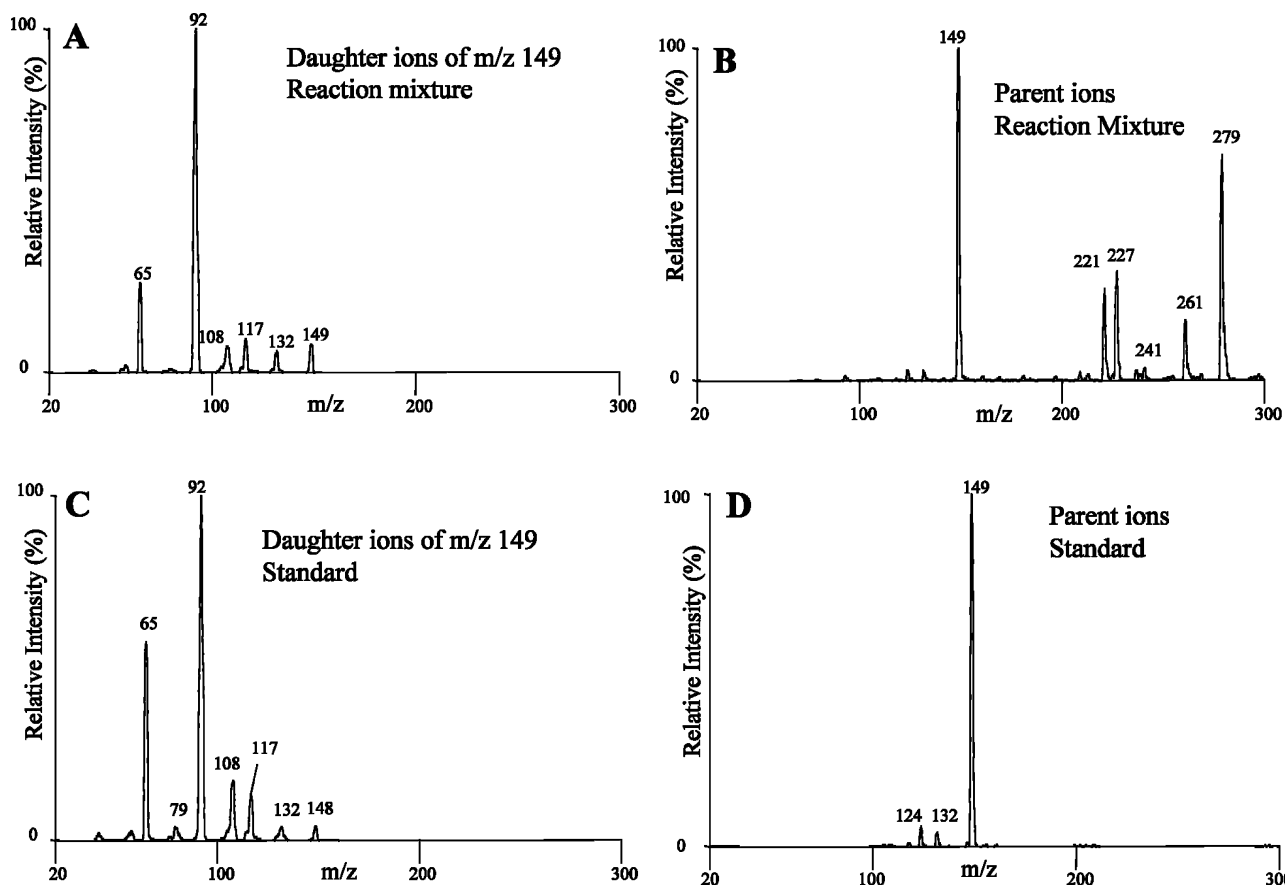 A
Daughter ions of m/z 149
Reaction mixture
Relative Intensity (%)
100
0
92
65
108
117
132
149
20
100
m/z
200
300
B
Parent ions
Reaction Mixture
Relative Intensity (%)
100
0
149
221
227
241
261
279
20
100
m/z
200
300
C
Daughter ions of m/z 149
Standard
Relative Intensity (%)
100
0
92
65
79
108
117
132
148
20
100
m/z
200
300
D
Parent ions
Standard
Relative Intensity (%)
100
0
149
124
132
20
100
m/z
200